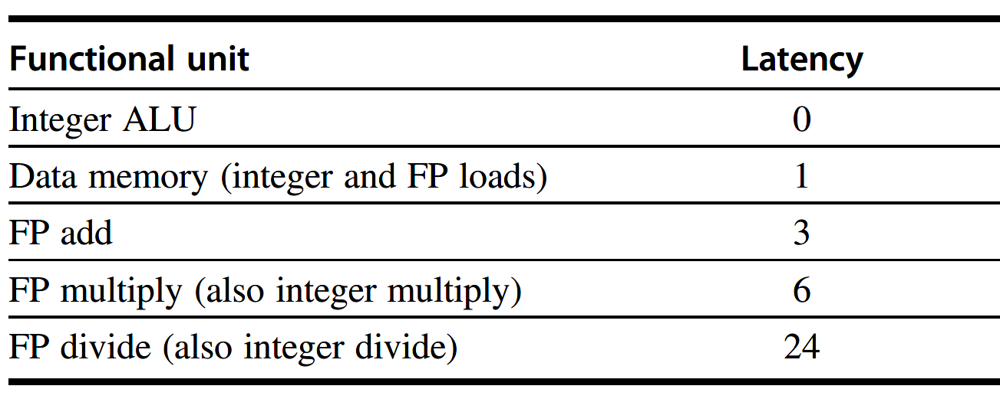 Functional unit Latency
Integer ALU 0
Data memory (integer and FP loads) 1
FP add 3
FP multiply (also integer multiply) 6
FP divide (also integer divide) 24